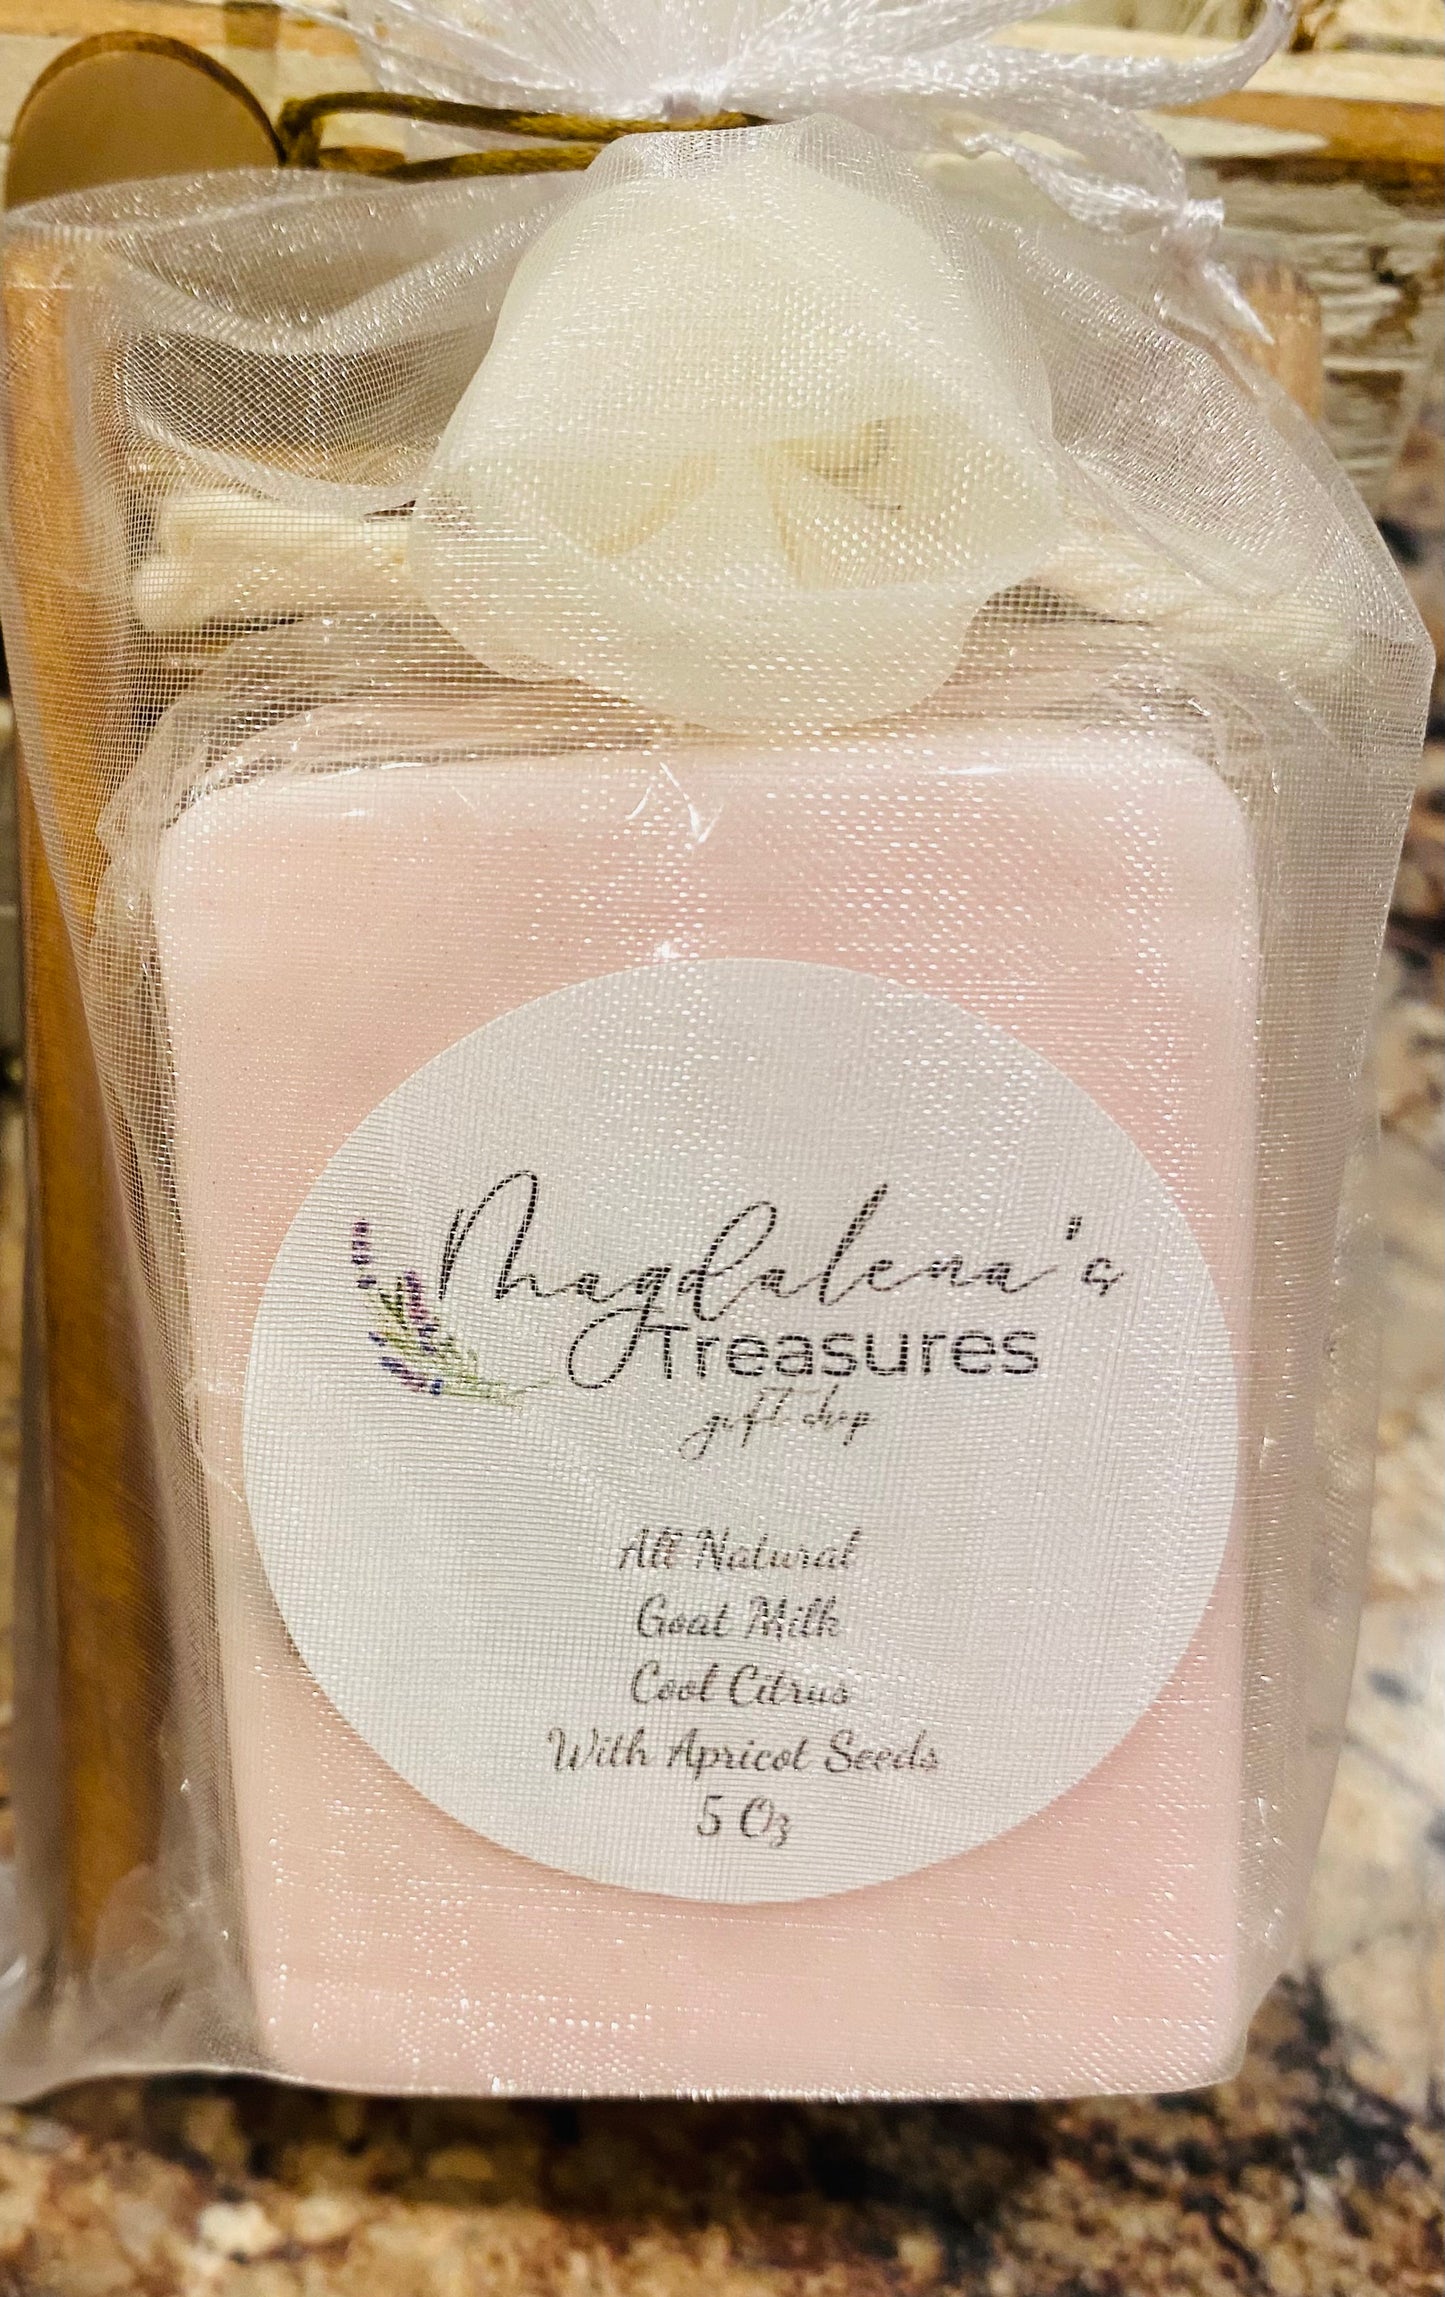 Magdalena's
Treasures
gift shop
All Natural
Goat Milk
Cool Citrus
With Apricot Seeds
5 Oz